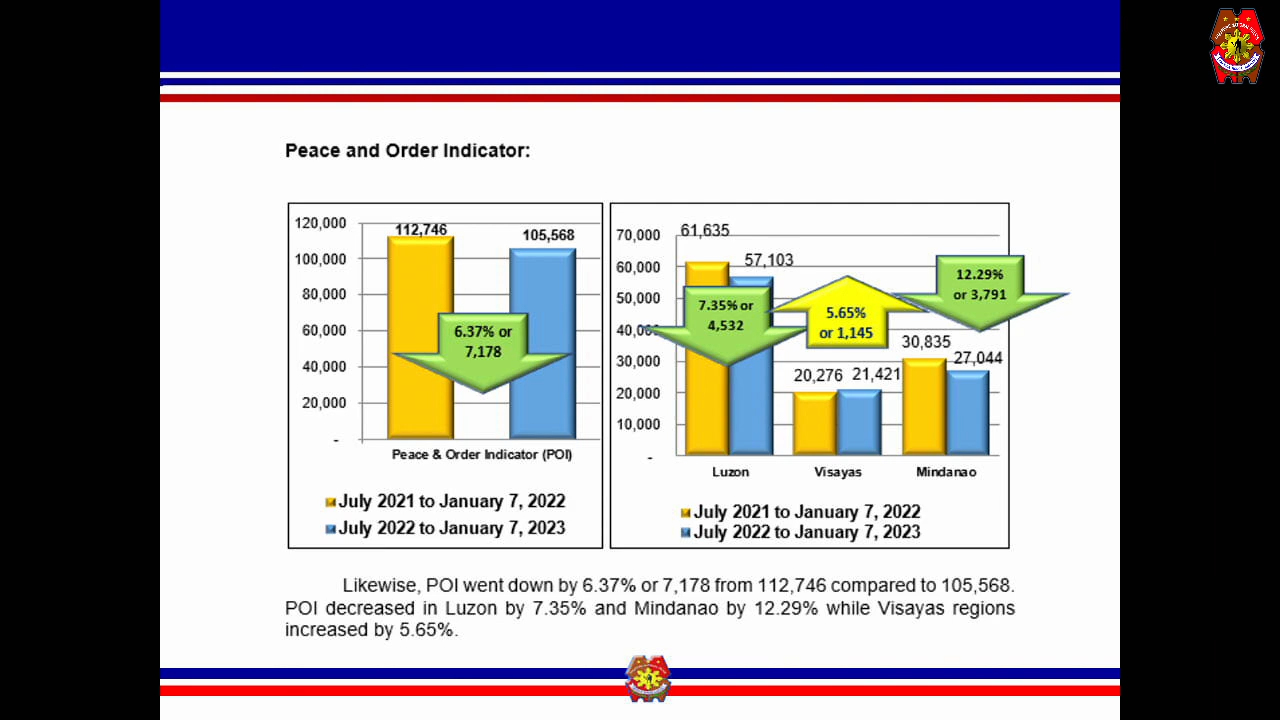 Peace and Order Indicator:
120,000
100,000
80,000
60,000
40,000
20,000
-
112,746
105,568
6.37% or
7,178
Peace & Order Indicator (POI)
July 2021 to January 7, 2022
July 2022 to January 7, 2023
70,000
60,000
50,000
40,000
30,000
20,000
10,000
-
61,635
57,103
7.35% or
4,532
20,276
21,421
5.65%
or 1,145
30,835
27,044
12.29%
or 3,791
Luzon
Visayas
Mindanao
July 2021 to January 7, 2022
July 2022 to January 7, 2023
Likewise, POI went down by 6.37% or 7,178 from 112,746 compared to 105,568.
POI decreased in Luzon by 7.35% and Mindanao by 12.29% while Visayas regions
increased by 5.65%.